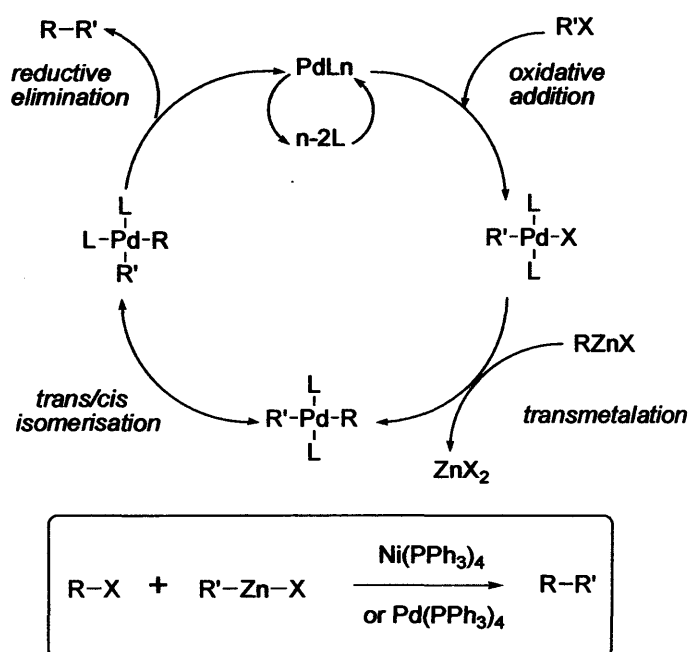 R-R'
R'X
reductive
elimination
PdLn
oxidative
addition
n-2L
L
L-Pd-R
R'
L
R'-Pd-X
L
RZnX
trans/cis
isomerisation
L
R'-Pd-R
L
transmetalation
ZnX₂
R-X + R'-Zn-X
Ni(PPh₃)₄
or Pd(PPh₃)₄
R-R'